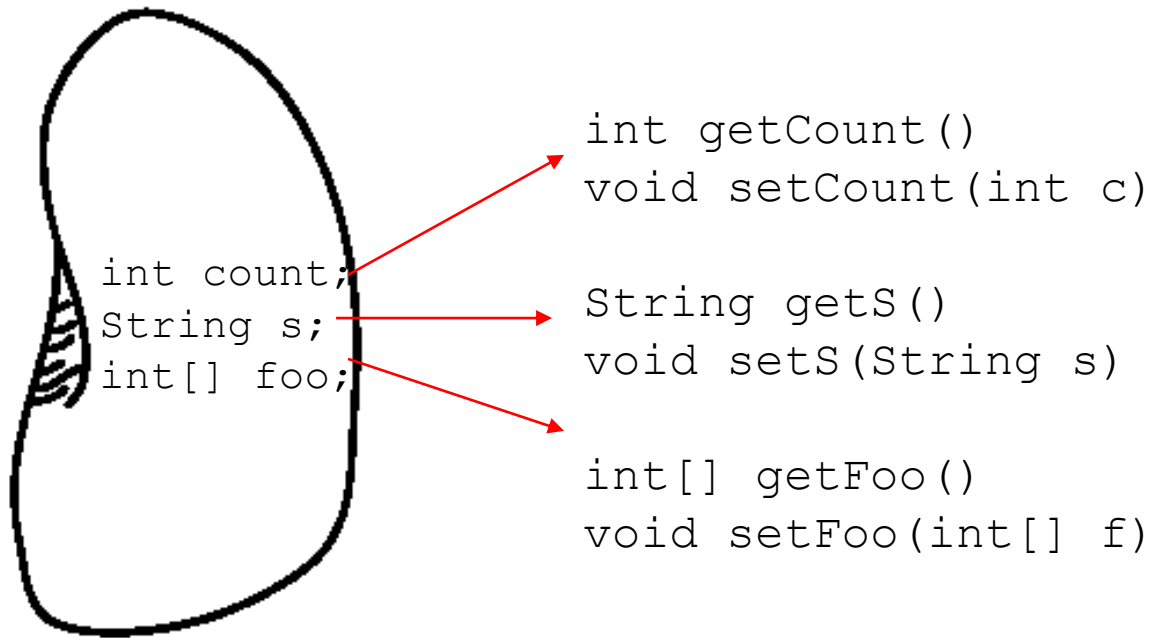 int count;
String s;
int[] foo;
int getCount()
void setCount(int c)
String getS()
void setS(String s)
int[] getFoo()
void setFoo(int[] f)